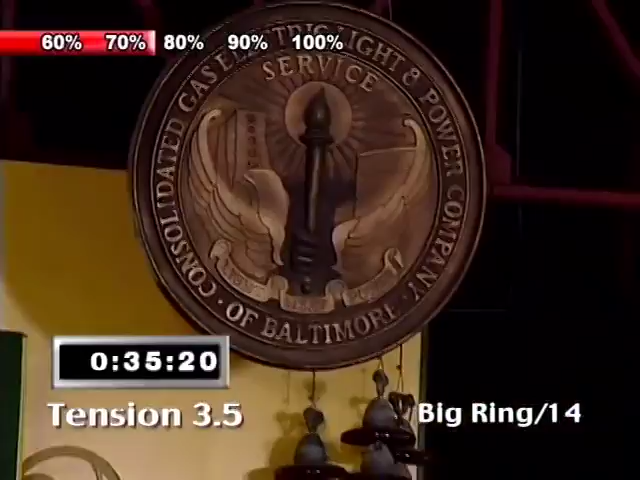 60% 70% 80% 90% 100%
CONSOLIDATED GAS ELECTRIC LIGHT & POWER COMPANY
SERVICE
· OF BALTIMORE ·
0:35:20
Tension 3.5
Big Ring/14